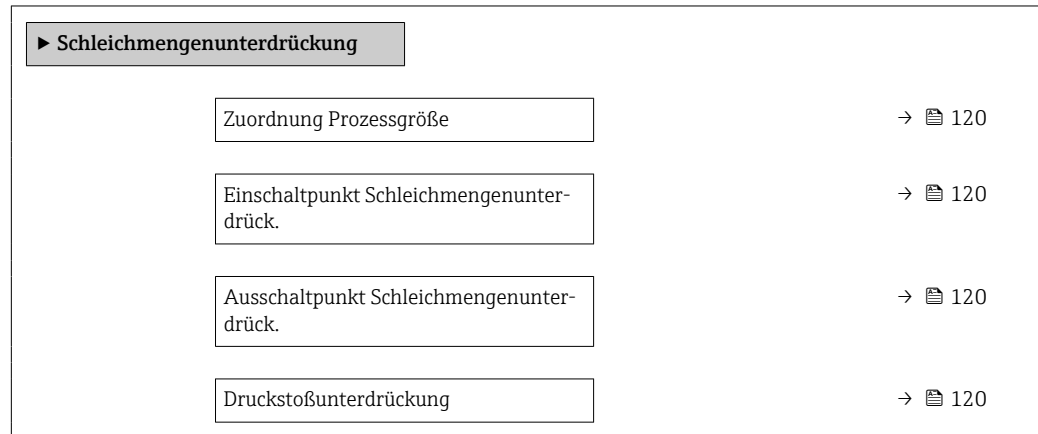 ► Schleichmengenunterdrückung
Zuordnung Prozessgröße → 120
Einschaltpunkt Schleichmengenunter-
drück. → 120
Ausschaltpunkt Schleichmengenunter-
drück. → 120
Druckstoßunterdrückung → 120